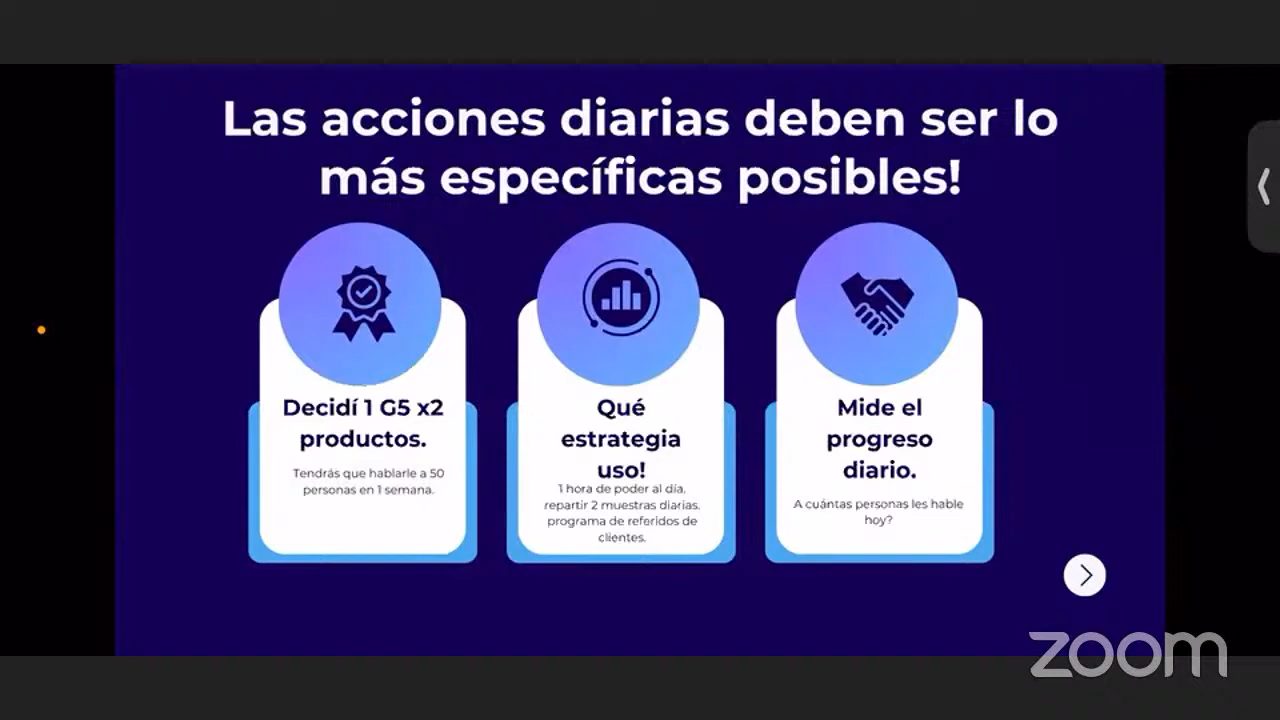 Las acciones diarias deben ser lo
más específicas posibles!
Decidí 1 G5 x2
productos.
Tendrás que hablarle a 50
personas en 1 semana.
Qué
estrategia
uso!
1 hora de poder al día.
repartir 2 muestras diarias.
programa de referidos de
clientes.
Mide el
progreso
diario.
A cuántas personas les hable
hoy?
zoom